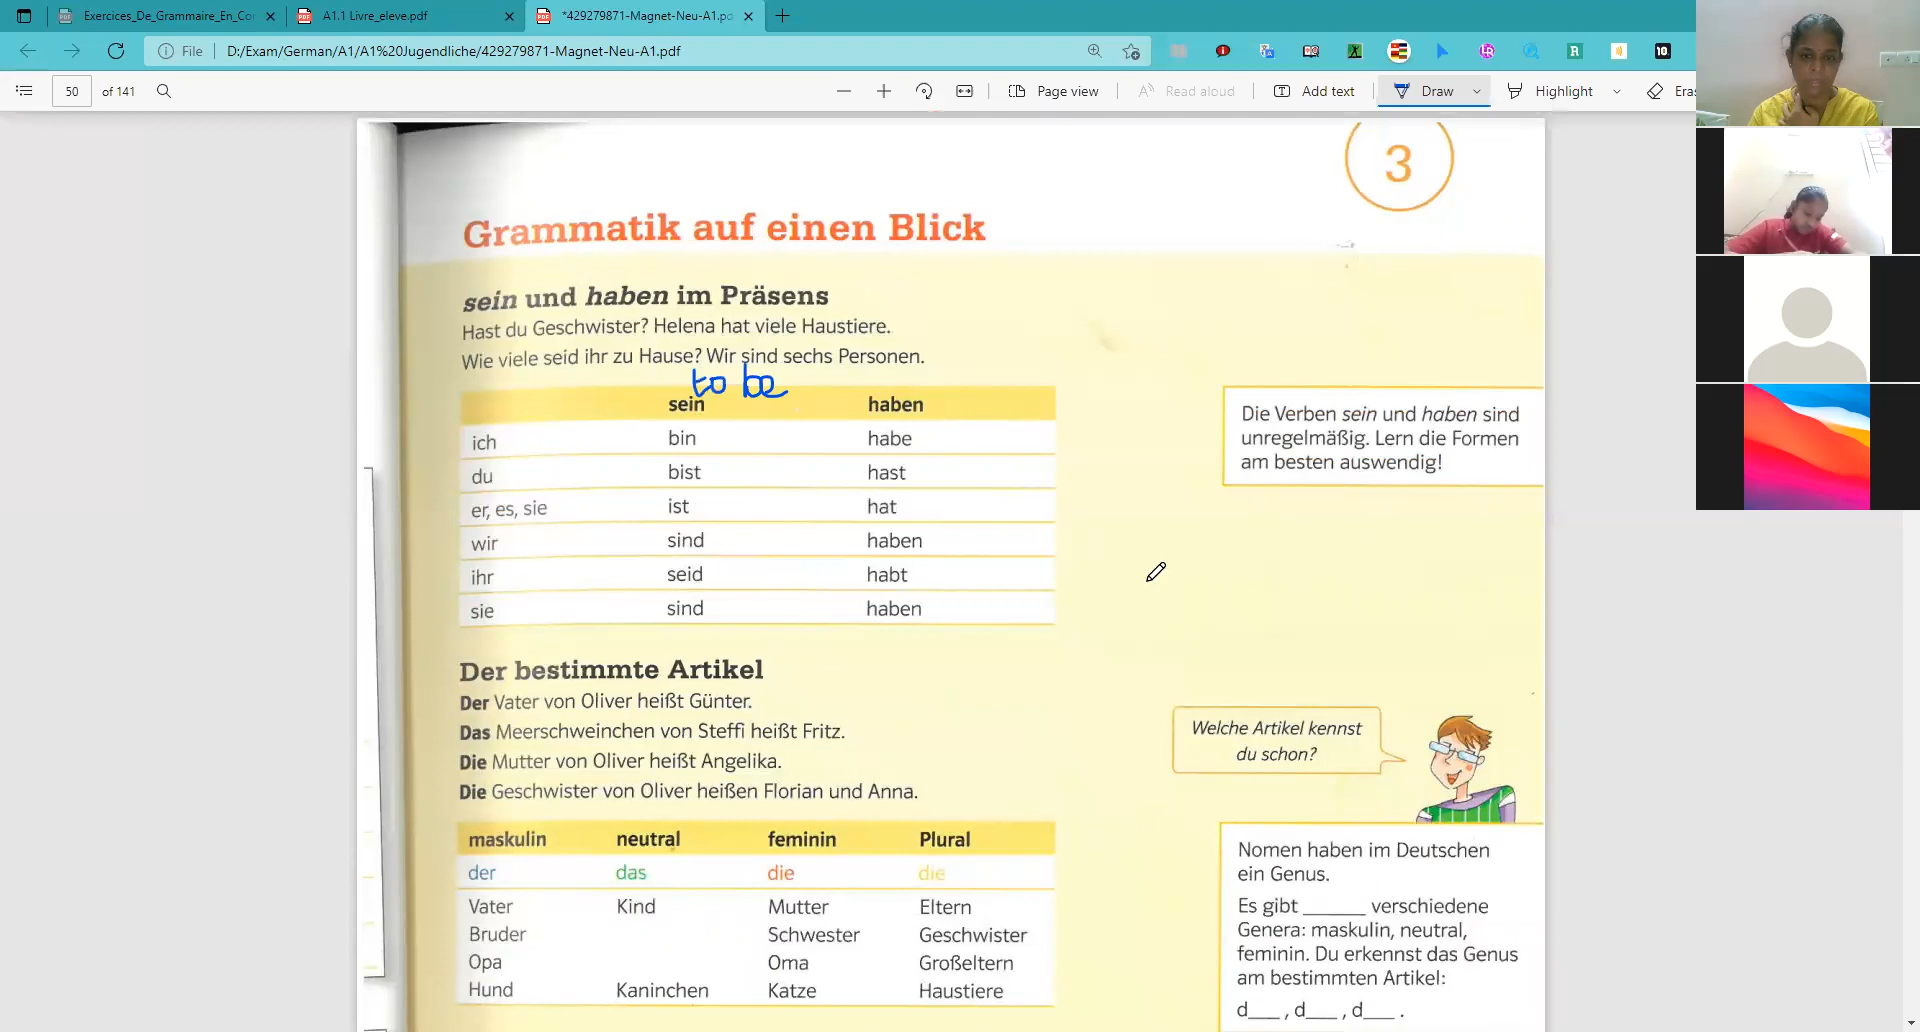 Exercices_De_Grammaire_En_Con
A1.1 Livre_eleve.pdf
*429279871-Magnet-Neu-A1.pdf
File
D:/Exam/German/A1/A1%20Jugendliche/429279871-Magnet-Neu-A1.pdf
50 of 141
Page view
Read aloud
Add text
Draw
Highlight
Eras
3
Grammatik auf einen Blick
sein und haben im Präsens
Hast du Geschwister? Helena hat viele Haustiere.
Wie viele seid ihr zu Hause? Wir sind sechs Personen.
to be
sein haben
ich bin habe
du bist hast
er, es, sie ist hat
wir sind haben
ihr seid habt
sie sind haben
Die Verben sein und haben sind
unregelmäßig. Lern die Formen
am besten auswendig!
Der bestimmte Artikel
Der Vater von Oliver heißt Günter.
Das Meerschweinchen von Steffi heißt Fritz.
Die Mutter von Oliver heißt Angelika.
Die Geschwister von Oliver heißen Florian und Anna.
Welche Artikel kennst
du schon?
maskulin neutral feminin Plural
der das die die
Vater Kind Mutter Eltern
Bruder Schwester Geschwister
Opa Oma Großeltern
Hund Kaninchen Katze Haustiere
Nomen haben im Deutschen
ein Genus.
Es gibt ______ verschiedene
Genera: maskulin, neutral,
feminin. Du erkennst das Genus
am bestimmten Artikel:
d___ , d___ , d___ .